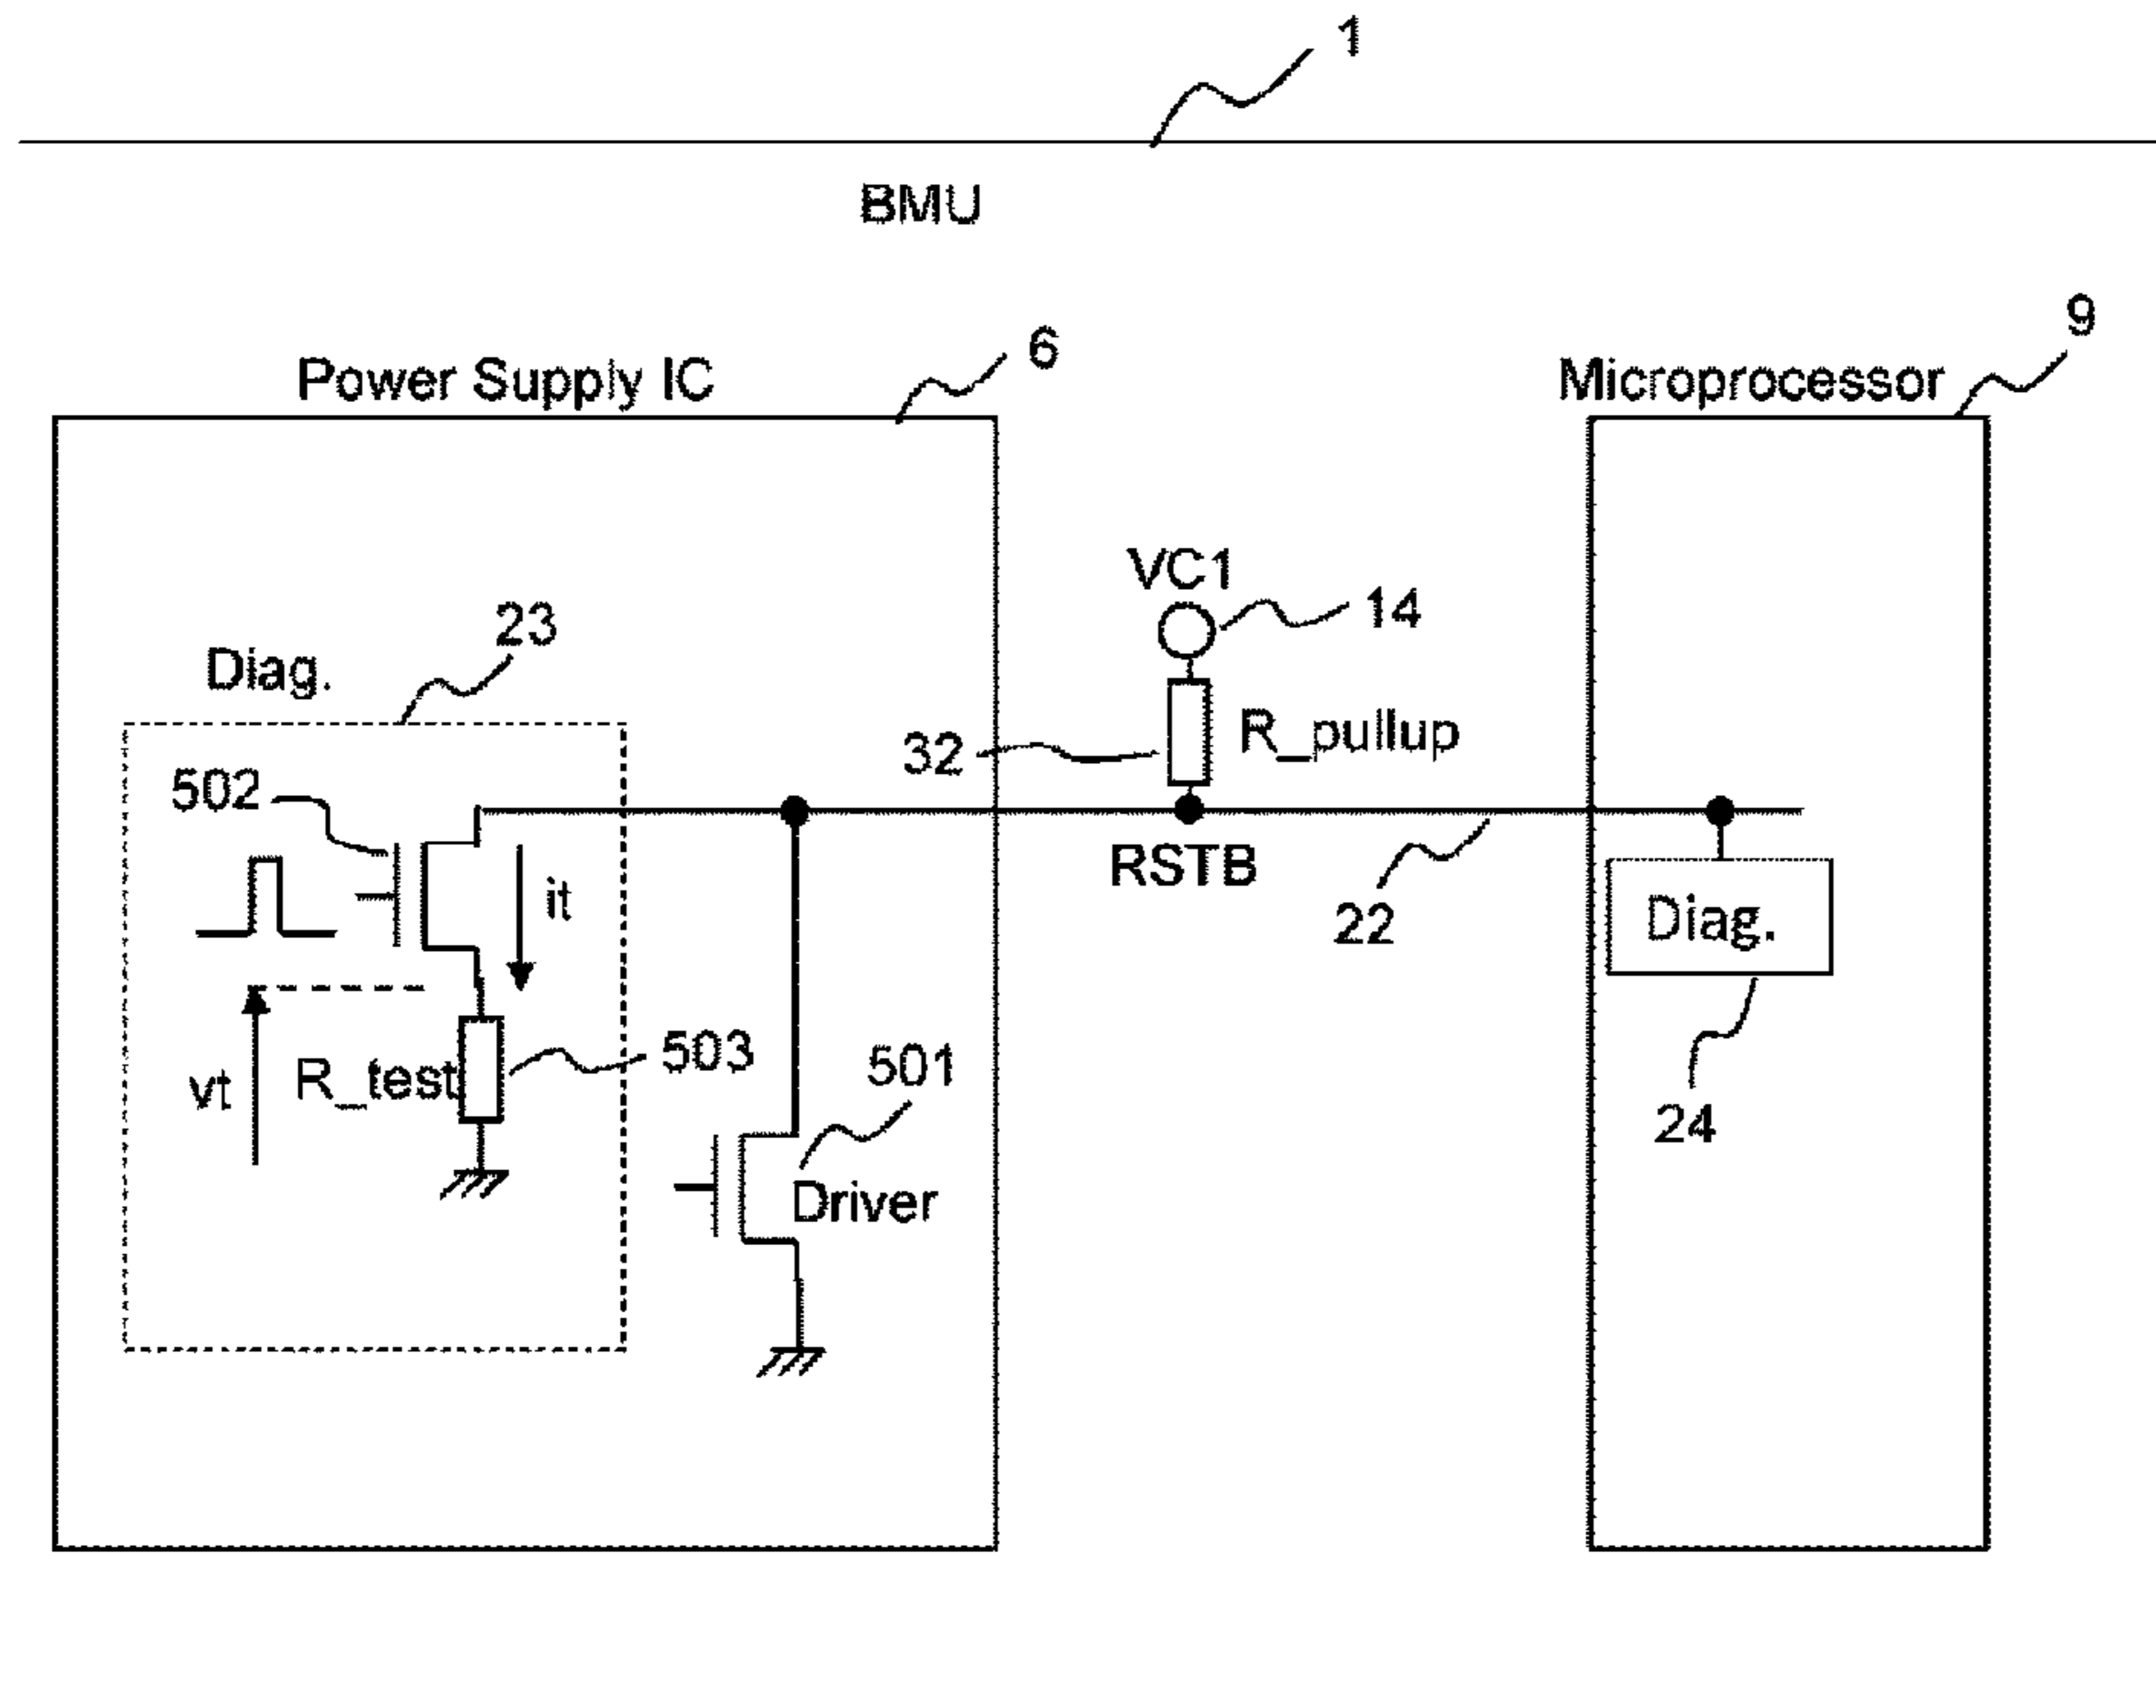 1
BMU
Power Supply IC
6
Microprocessor
9
VC1
14
Diag.
23
32
R_pullup
502
it
RSTB
22
Diag.
vt
R_test
503
501
Driver
24